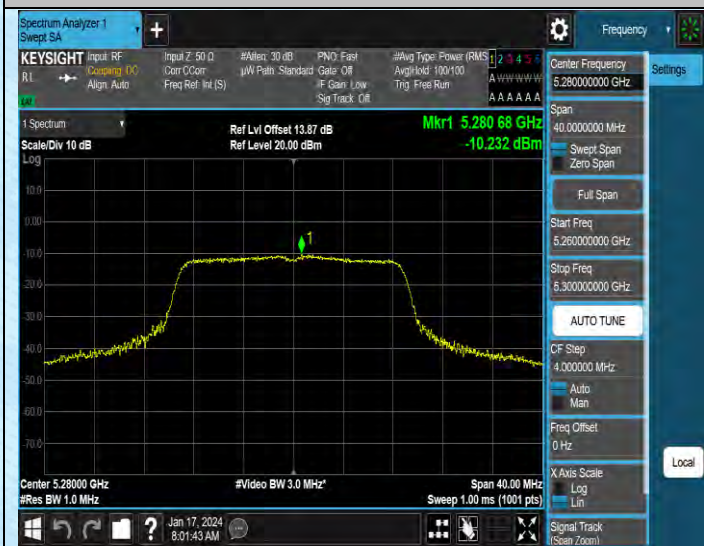 Spectrum Analyzer 1
Swept SA
+
Frequency
KEYSIGHT
Input: RF
Input Z: 50 Ω
#Atten: 30 dB
PNO: Fast
#Avg Type: Power (RMS
1 2 3 4 5 6
RL
Coupling: DC
Corr CCorr
µW Path: Standard
Gate: Off
Avg|Hold: 100/100
A W W W W W
Align: Auto
Freq Ref: Int (S)
IF Gain: Low
Trig: Free Run
Sig Track: Off
A A A A A A
1 Spectrum
Ref Lvl Offset 13.87 dB
Mkr1 5.280 68 GHz
Scale/Div 10 dB
Ref Level 20.00 dBm
-10.232 dBm
Log
10.0
0.00
-10.0
-20.0
-30.0
-40.0
-50.0
-60.0
-70.0
1
Center 5.28000 GHz
#Video BW 3.0 MHz*
Span 40.00 MHz
#Res BW 1.0 MHz
Sweep 1.00 ms (1001 pts)
?
Jan 17, 2024
8:01:43 AM
Center Frequency
5.280000000 GHz
Settings
Span
40.0000000 MHz
Swept Span
Zero Span
Full Span
Start Freq
5.260000000 GHz
Stop Freq
5.300000000 GHz
AUTO TUNE
CF Step
4.000000 MHz
Auto
Man
Freq Offset
0 Hz
X Axis Scale
Log
Lin
Local
Signal Track
(Span Zoom)